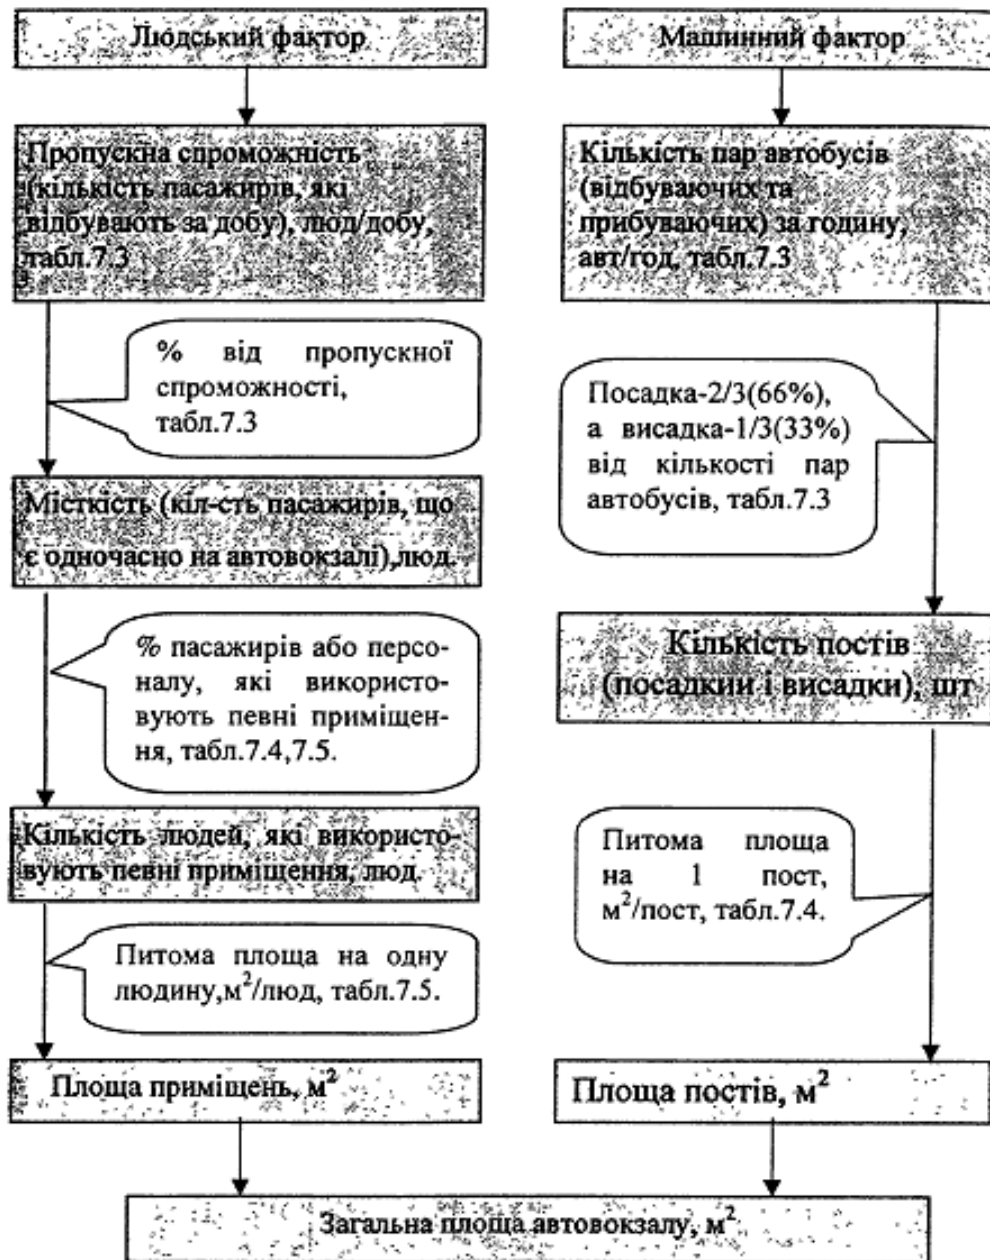 Людський фактор
Пропускна спроможність
(кількість пасажирів, які
відбувають за добу), люд/добу,
табл.7.3
3
% від пропускної
спроможності,
табл.7.3
Місткість (кіл-сть пасажирів, що
є одночасно на автовокзалі),люд.
% пасажирів або персо-
налу, які використо-
вують певні приміщен-
ня, табл.7.4,7.5.
Кількість людей, які використо-
вують певні приміщення, люд.
Питома площа на одну
людину,м²/люд, табл.7.5.
Площа приміщень, м²
Машинний фактор
Кількість пар автобусів
(відбуваючих та
прибуваючих) за годину,
авт/год, табл.7.3
Посадка-2/3(66%),
а висадка-1/3(33%)
від кількості пар
автобусів, табл.7.3
Кількість постів
(посадкии і висадки), шт
Питома площа
на 1 пост,
м²/пост, табл.7.4.
Площа постів, м²
Загальна площа автовокзалу, м²